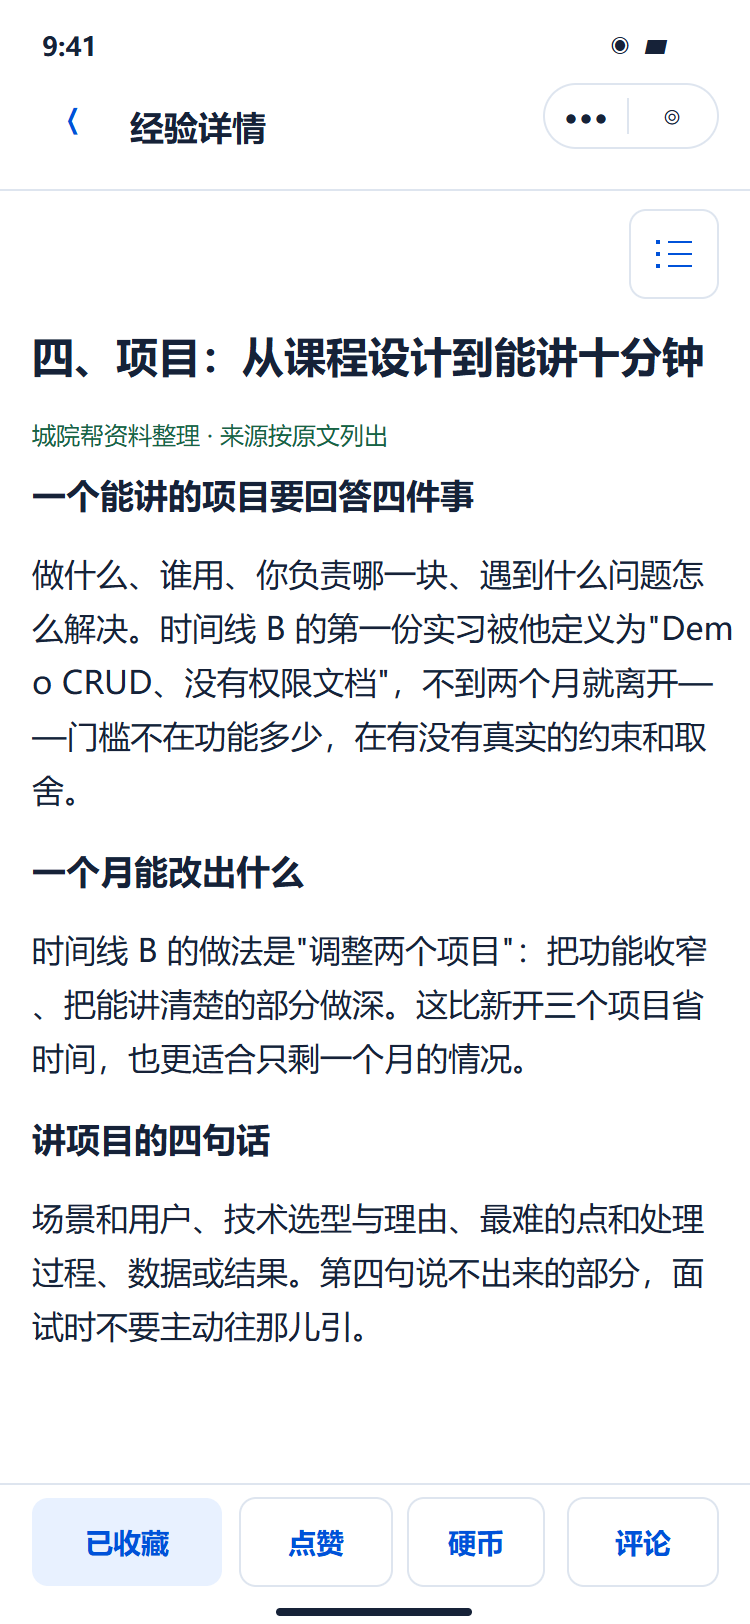 9:41
经验详情
四、项目：从课程设计到能讲十分钟
城院帮资料整理 · 来源按原文列出
一个能讲的项目要回答四件事
做什么、谁用、你负责哪一块、遇到什么问题怎
么解决。时间线 B 的第一份实习被他定义为"Dem
o CRUD、没有权限文档"，不到两个月就离开—
—门槛不在功能多少，在有没有真实的约束和取
舍。
一个月能改出什么
时间线 B 的做法是"调整两个项目"：把功能收窄
、把能讲清楚的部分做深。这比新开三个项目省
时间，也更适合只剩一个月的情况。
讲项目的四句话
场景和用户、技术选型与理由、最难的点和处理
过程、数据或结果。第四句说不出来的部分，面
试时不要主动往那儿引。
已收藏
点赞
硬币
评论